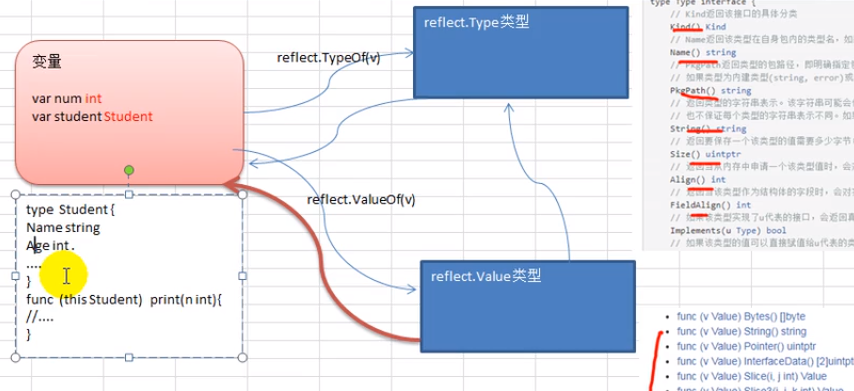 变量
var num int
var student Student
reflect.TypeOf(v)
reflect.Type类型
reflect.ValueOf(v)
reflect.Value类型
type Student {
Name string
Age int .
....
}
func (this Student) print(n int){
//....
}
type Type interface {
// Kind返回该接口的具体分类
Kind() Kind
// Name返回该类型在自身包内的类型名，如
Name() string
// PkgPath返回类型的包路径，即明确指定
// 如果类型为内建类型(string, error)或
PkgPath() string
// 返回类型的字符串表示。该字符串可能会
// 也不保证每个类型的字符串表示不同。如
String() string
// 返回要保存一个该类型的值需要多少字节
Size() uintptr
// 返回当从内存中申请一个该类型值时，会
Align() int
// 返回当该类型作为结构体的字段时，会对
FieldAlign() int
// 如果该类型实现了u代表的接口，会返回真
Implements(u Type) bool
// 如果该类型的值可以直接赋值给u代表的类
func (v Value) Bytes() []byte
func (v Value) String() string
func (v Value) Pointer() uintptr
func (v Value) InterfaceData() [2]uintp
func (v Value) Slice(i, j int) Value